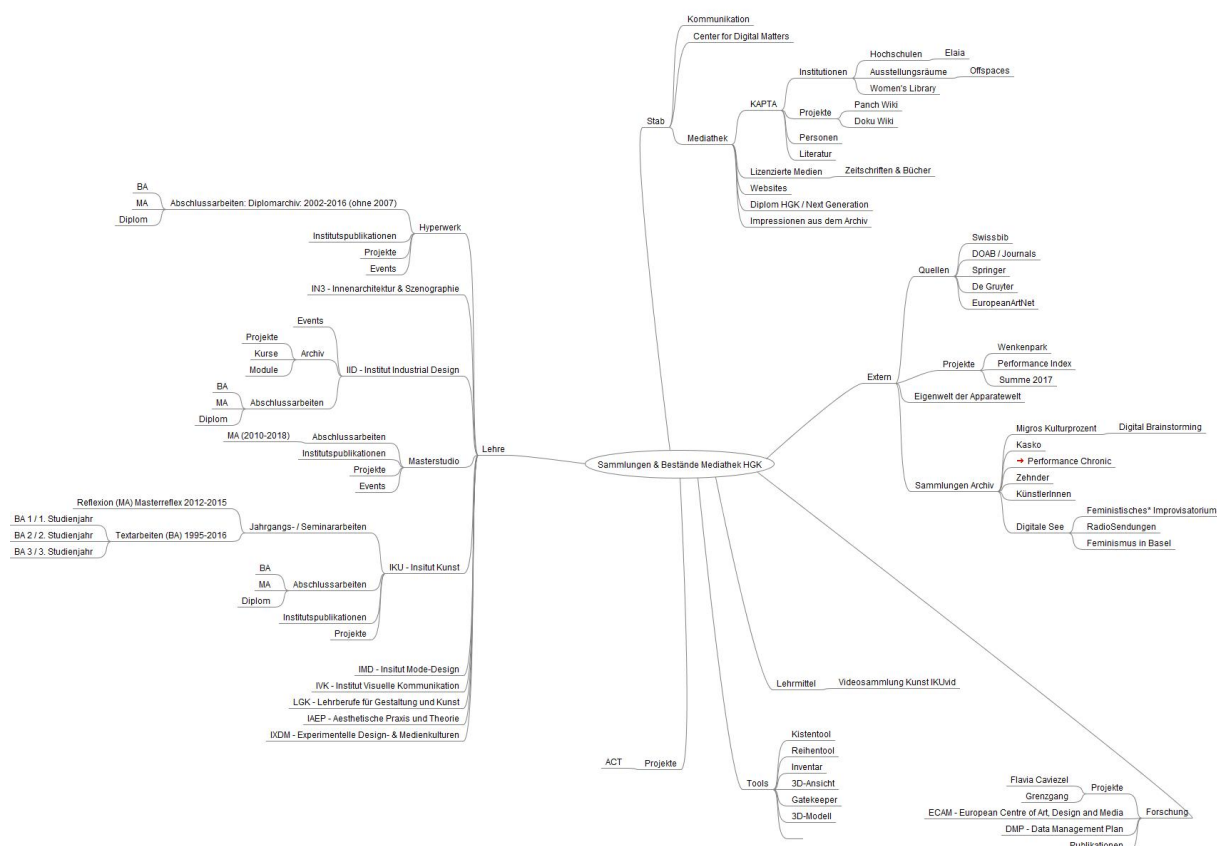 Sammlungen & Bestände Mediathek HGK
Stab
Kommunikation
Center for Digital Matters
Mediathek
KAPTA
Institutionen
Hochschulen
Elaia
Ausstellungsräume
Offspaces
Women's Library
Projekte
Panch Wiki
Doku Wiki
Personen
Literatur
Lizenzierte Medien
Zeitschriften & Bücher
Websites
Diplom HGK / Next Generation
Impressionen aus dem Archiv
Extern
Quellen
Swissbib
DOAB / Journals
Springer
De Gruyter
EuropeanArtNet
Projekte
Wenkenpark
Performance Index
Summe 2017
Eigenwelt der Apparatewelt
Sammlungen Archiv
Migros Kulturprozent
Digital Brainstorming
Kasko
Performance Chronic
Zehnder
KünstlerInnen
Digitale See
Feministisches* Improvisatorium
RadioSendungen
Feminismus in Basel
Lehrmittel
Videosammlung Kunst IKUvid
Forschung
Projekte
Flavia Caviezel
Grenzgang
ECAM - European Centre of Art, Design and Media
DMP - Data Management Plan
Publikationen
Tools
Kistentool
Reihentool
Inventar
3D-Ansicht
Gatekeeper
3D-Modell
Projekte
ACT
Lehre
Hyperwerk
Abschlussarbeiten: Diplomarchiv: 2002-2016 (ohne 2007)
BA
MA
Diplom
Institutspublikationen
Projekte
Events
IN3 - Innenarchitektur & Szenographie
IID - Institut Industrial Design
Events
Archiv
Projekte
Kurse
Module
Abschlussarbeiten
BA
MA
Diplom
Masterstudio
Abschlussarbeiten
MA (2010-2018)
Institutspublikationen
Projekte
Events
IKU - Insitut Kunst
Jahrgangs- / Seminararbeiten
Reflexion (MA) Masterreflex 2012-2015
Textarbeiten (BA) 1995-2016
BA 1 / 1. Studienjahr
BA 2 / 2. Studienjahr
BA 3 / 3. Studienjahr
Abschlussarbeiten
BA
MA
Diplom
Institutspublikationen
Projekte
IMD - Insitut Mode-Design
IVK - Institut Visuelle Kommunikation
LGK - Lehrberufe für Gestaltung und Kunst
IAEP - Aesthetische Praxis und Theorie
IXDM - Experimentelle Design- & Medienkulturen